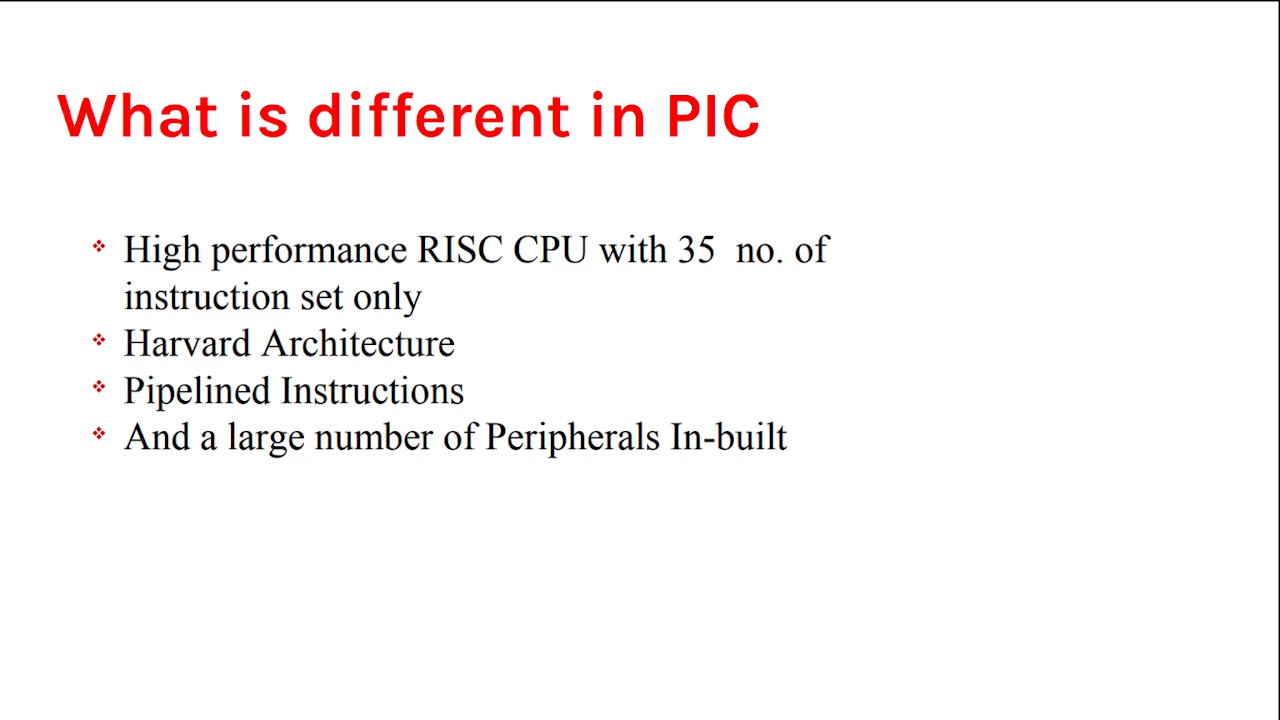 What is different in PIC
High performance RISC CPU with 35 no. of
instruction set only
Harvard Architecture
Pipelined Instructions
And a large number of Peripherals In-built